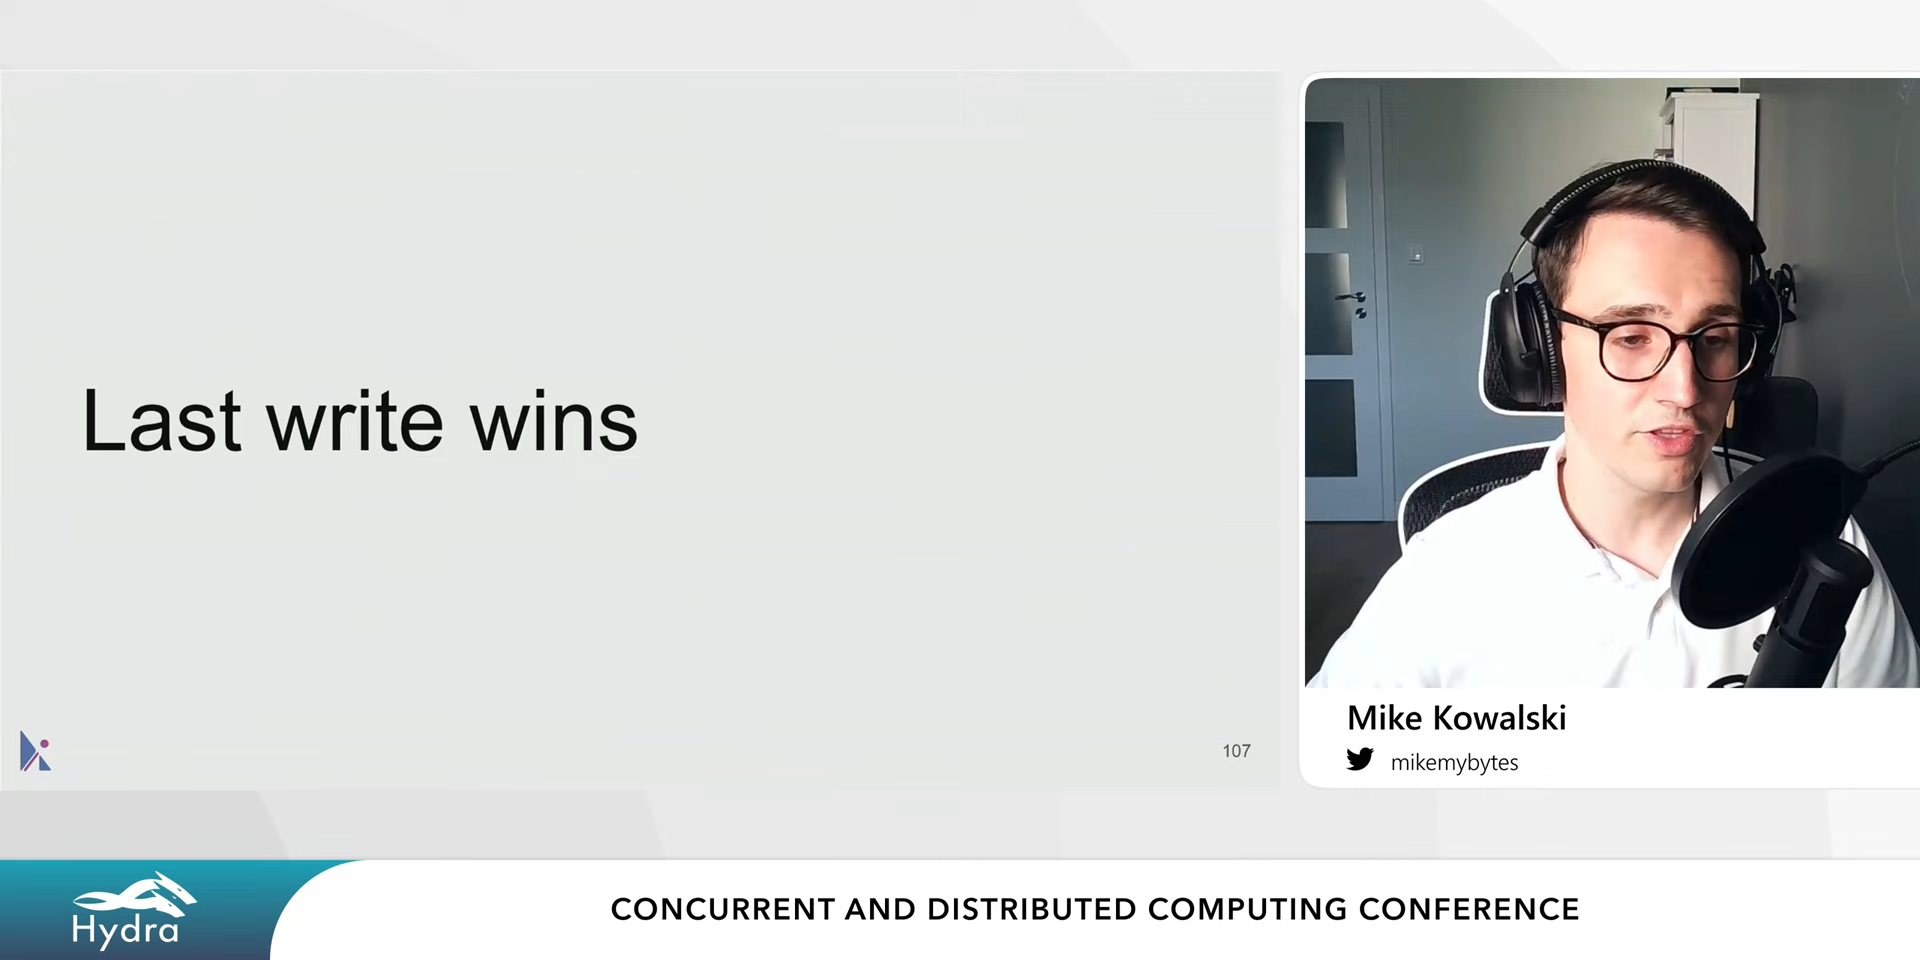 Last write wins
107
Mike Kowalski
mikemybytes
Hydra
CONCURRENT AND DISTRIBUTED COMPUTING CONFERENCE